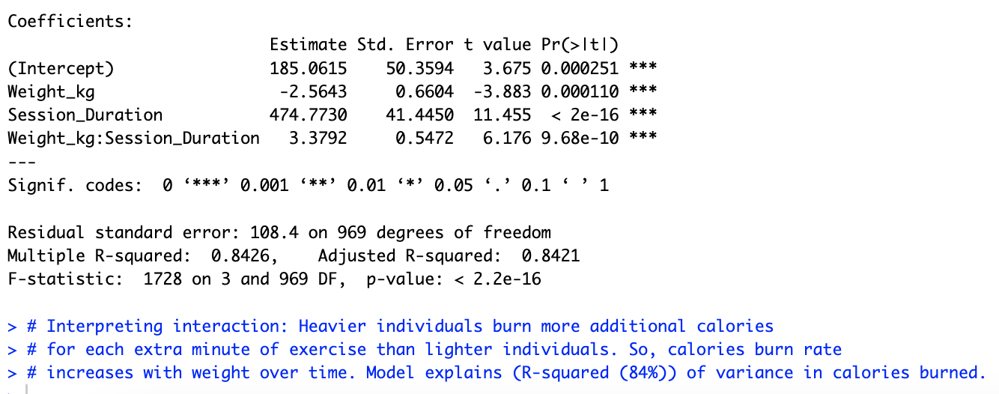 Coefficients:
                          Estimate Std. Error t value Pr(>|t|)
(Intercept)               185.0615    50.3594   3.675 0.000251 ***
Weight_kg                  -2.5643     0.6604  -3.883 0.000110 ***
Session_Duration          474.7730    41.4450  11.455  < 2e-16 ***
Weight_kg:Session_Duration   3.3792     0.5472   6.176 9.68e-10 ***
---
Signif. codes:  0 ‘***’ 0.001 ‘**’ 0.01 ‘*’ 0.05 ‘.’ 0.1 ‘ ’ 1
Residual standard error: 108.4 on 969 degrees of freedom
Multiple R-squared:  0.8426,    Adjusted R-squared:  0.8421
F-statistic:  1728 on 3 and 969 DF,  p-value: < 2.2e-16
> # Interpreting interaction: Heavier individuals burn more additional calories
> # for each extra minute of exercise than lighter individuals. So, calories burn rate
> # increases with weight over time. Model explains (R-squared (84%)) of variance in calories burned.